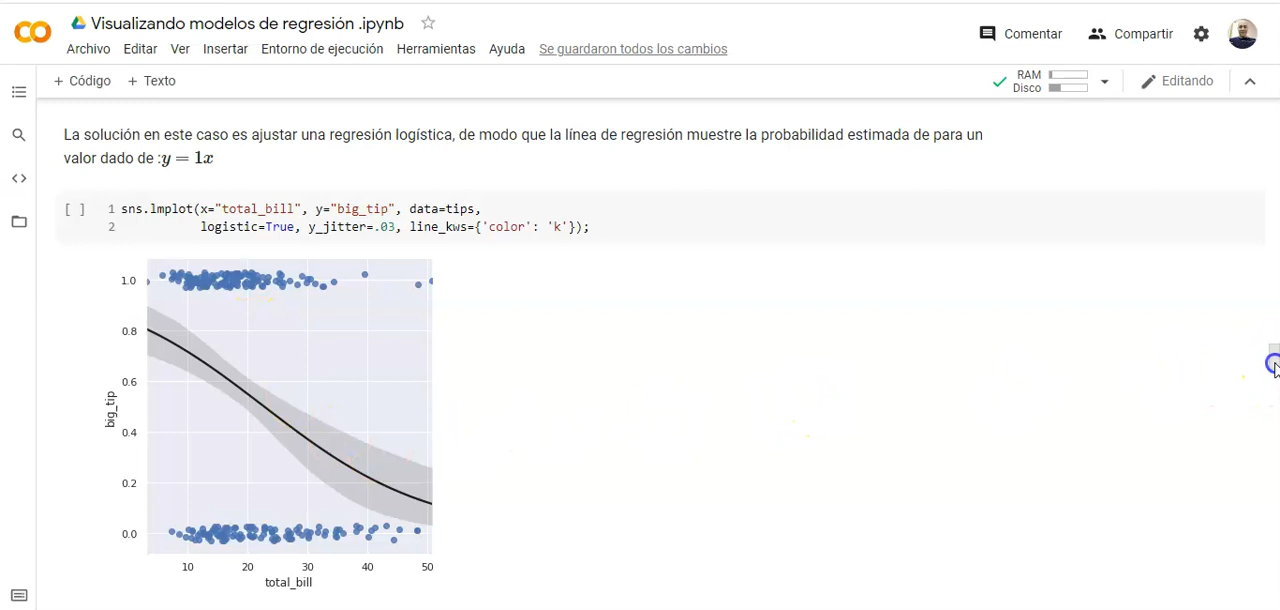 Visualizando modelos de regresión .ipynb
Comentar
Compartir
Archivo Editar Ver Insertar Entorno de ejecución Herramientas Ayuda Se guardaron todos los cambios
+ Código + Texto
RAM
Disco
Editando
La solución en este caso es ajustar una regresión logística, de modo que la línea de regresión muestre la probabilidad estimada de para un
valor dado de :y = 1x
[ ] 1 sns.lmplot(x="total_bill", y="big_tip", data=tips,
2 logistic=True, y_jitter=.03, line_kws={'color': 'k'});
1.0
0.8
0.6
0.4
0.2
0.0
big_tip
10 20 30 40 50
total_bill